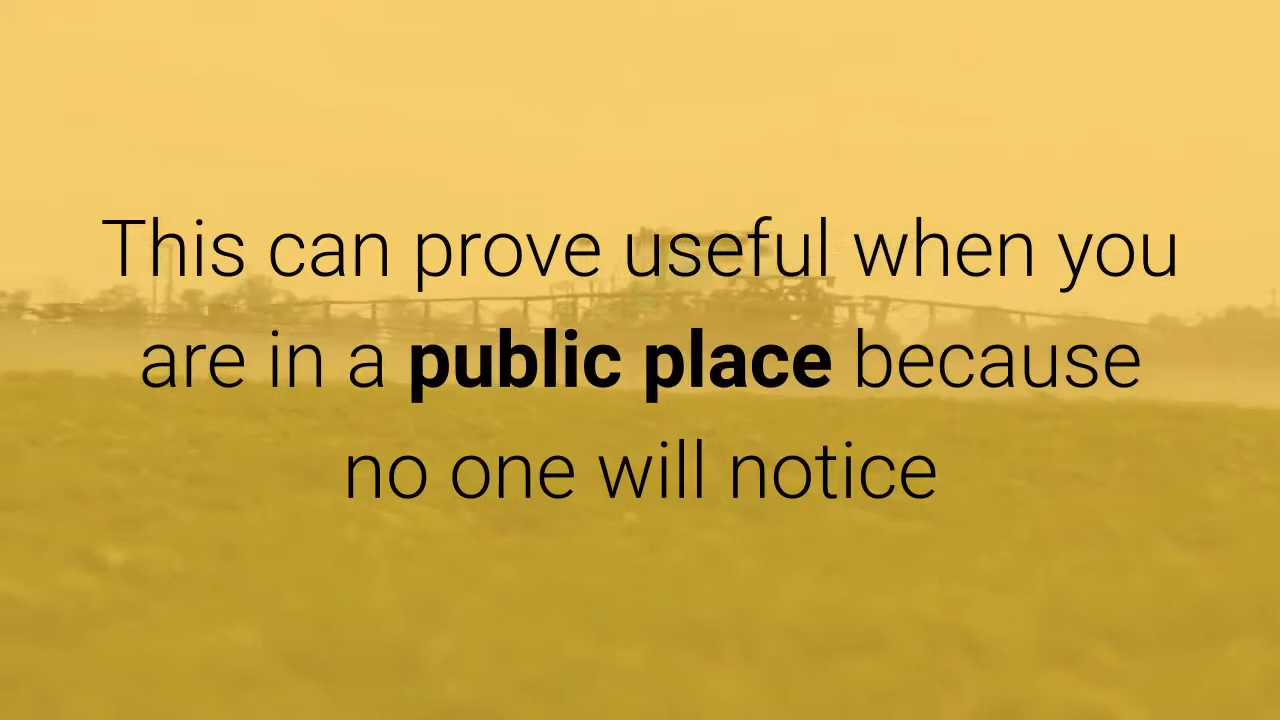 This can prove useful when you
are in a public place because
no one will notice